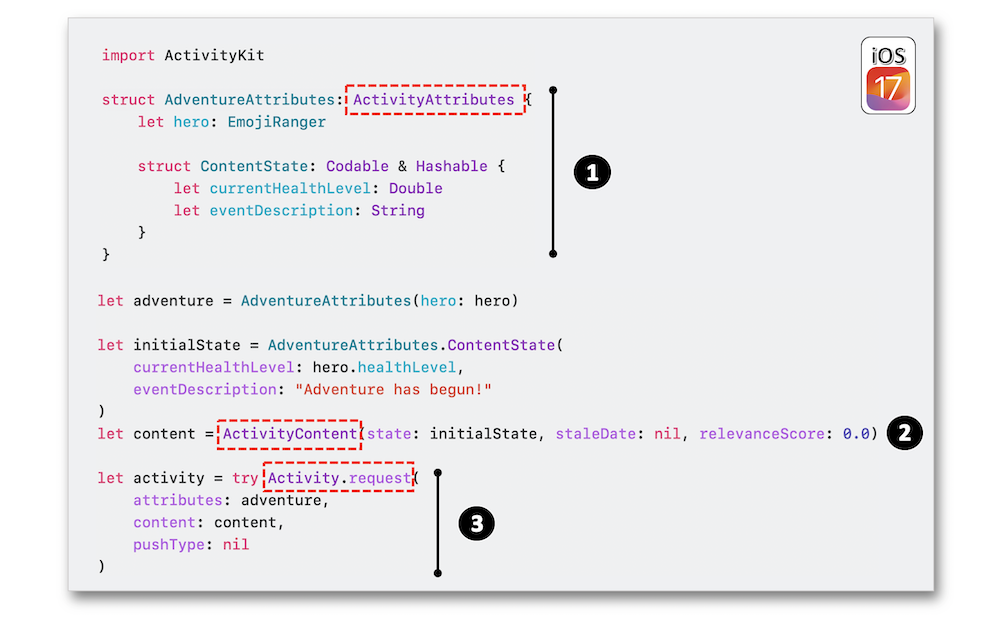 import ActivityKit
iOS
17
struct AdventureAttributes: ActivityAttributes {
let hero: EmojiRanger
struct ContentState: Codable & Hashable {
let currentHealthLevel: Double
let eventDescription: String
}
}
1
let adventure = AdventureAttributes(hero: hero)
let initialState = AdventureAttributes.ContentState(
currentHealthLevel: hero.healthLevel,
eventDescription: "Adventure has begun!"
)
let content = ActivityContent(state: initialState, staleDate: nil, relevanceScore: 0.0)
2
let activity = try Activity.request(
attributes: adventure,
content: content,
pushType: nil
)
3